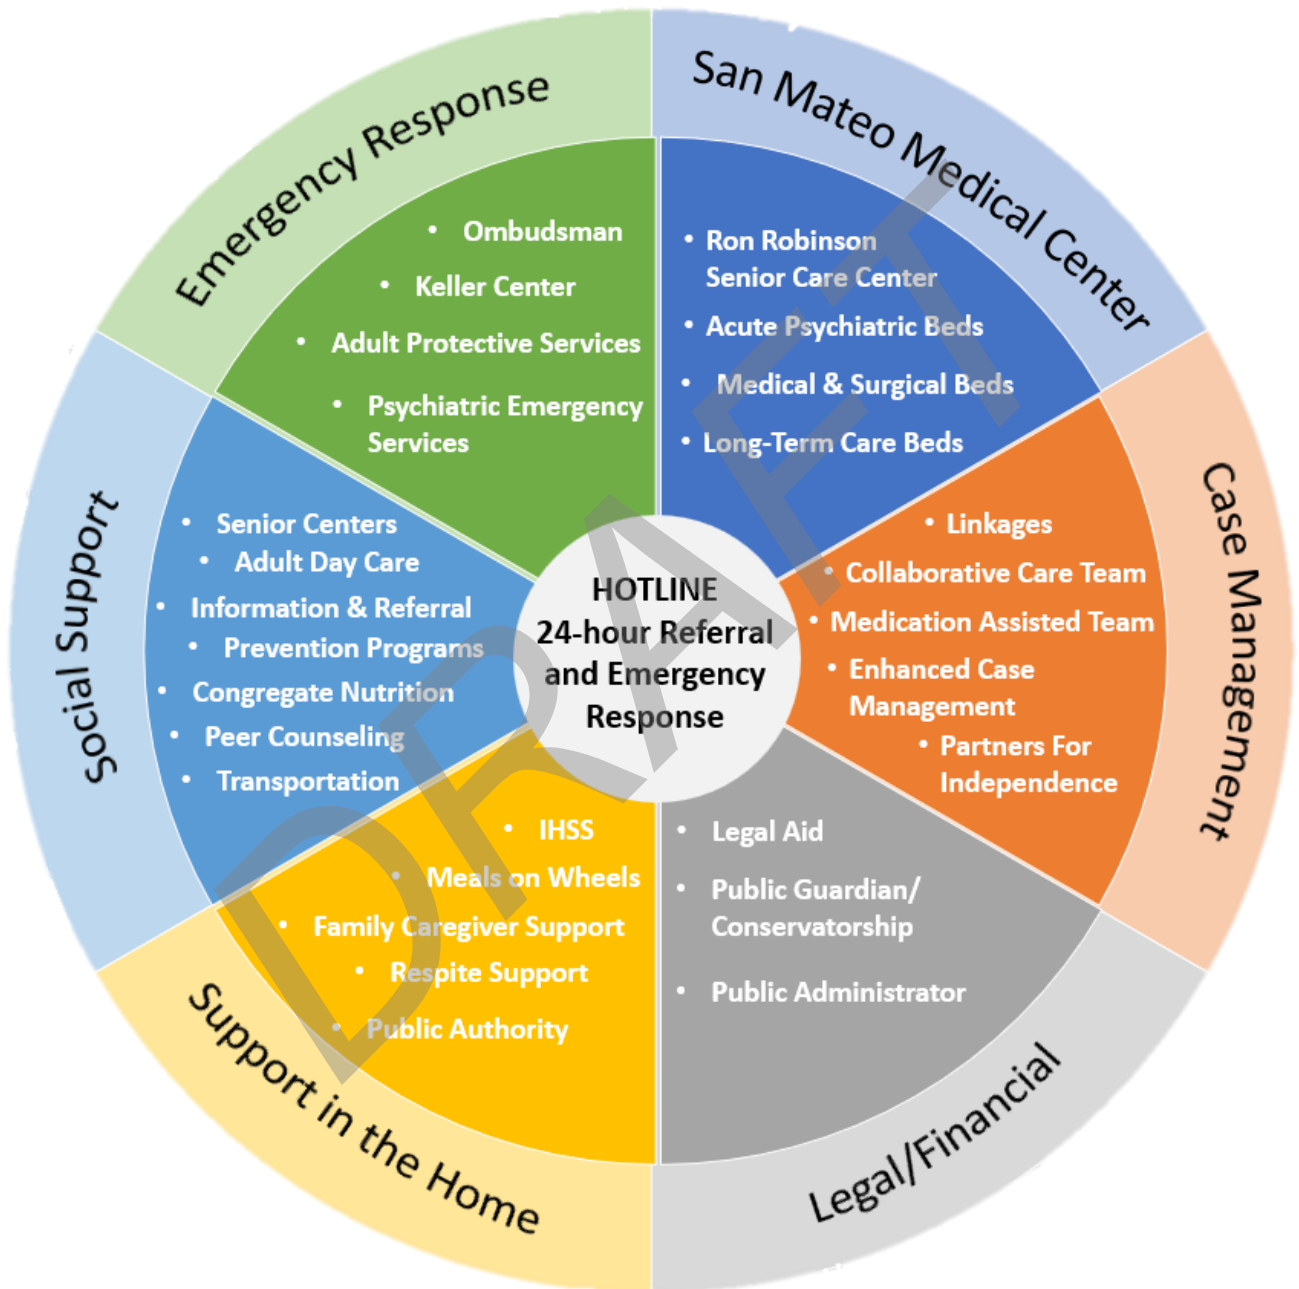 Emergency Response
• Ombudsman
• Keller Center
• Adult Protective Services
• Psychiatric Emergency
Services
San Mateo Medical Center
• Ron Robinson
Senior Care Center
• Acute Psychiatric Beds
• Medical & Surgical Beds
• Long-Term Care Beds
Case Management
• Linkages
• Collaborative Care Team
• Medication Assisted Team
• Enhanced Case
Management
• Partners For
Independence
Legal/Financial
• Legal Aid
• Public Guardian/
Conservatorship
• Public Administrator
Support in the Home
• IHSS
• Meals on Wheels
• Family Caregiver Support
• Respite Support
• Public Authority
Social Support
• Senior Centers
• Adult Day Care
• Information & Referral
• Prevention Programs
• Congregate Nutrition
• Peer Counseling
• Transportation
HOTLINE
24-hour Referral
and Emergency
Response
DRAFT